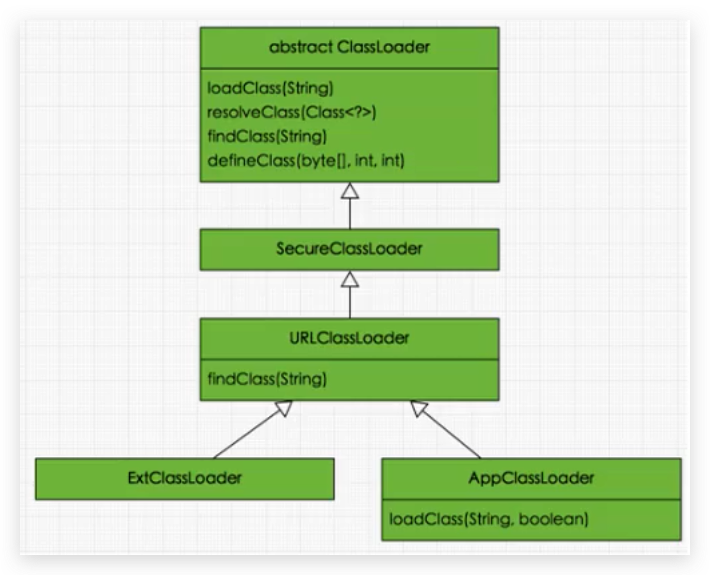 abstract ClassLoader
loadClass(String)
resolveClass(Class<?>)
findClass(String)
defineClass(byte[], int, int)
SecureClassLoader
URLClassLoader
findClass(String)
ExtClassLoader
AppClassLoader
loadClass(String, boolean)